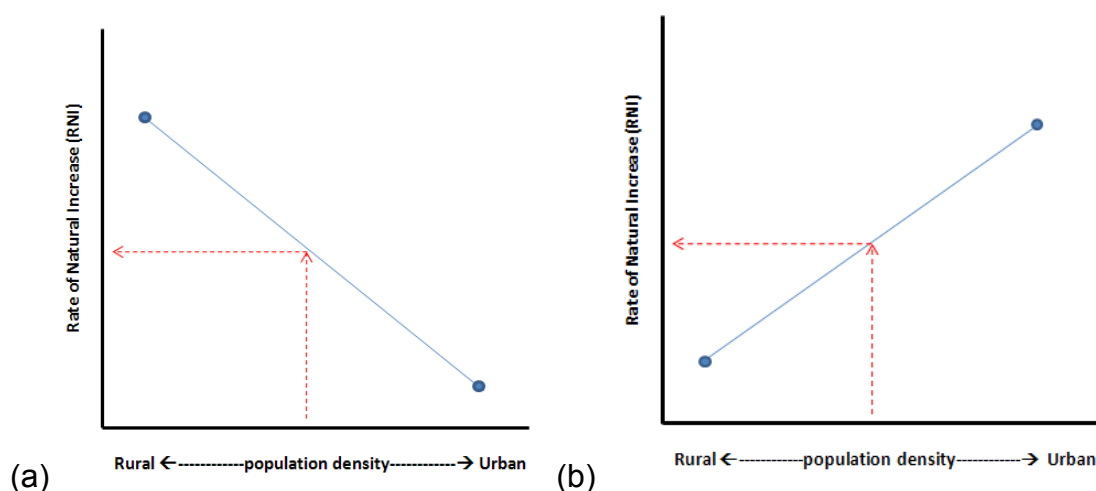 Rate of Natural Increase (RNI)
Rural ←------------population density------------→ Urban
(a)
Rate of Natural Increase (RNI)
Rural ←------------population density------------→ Urban
(b)